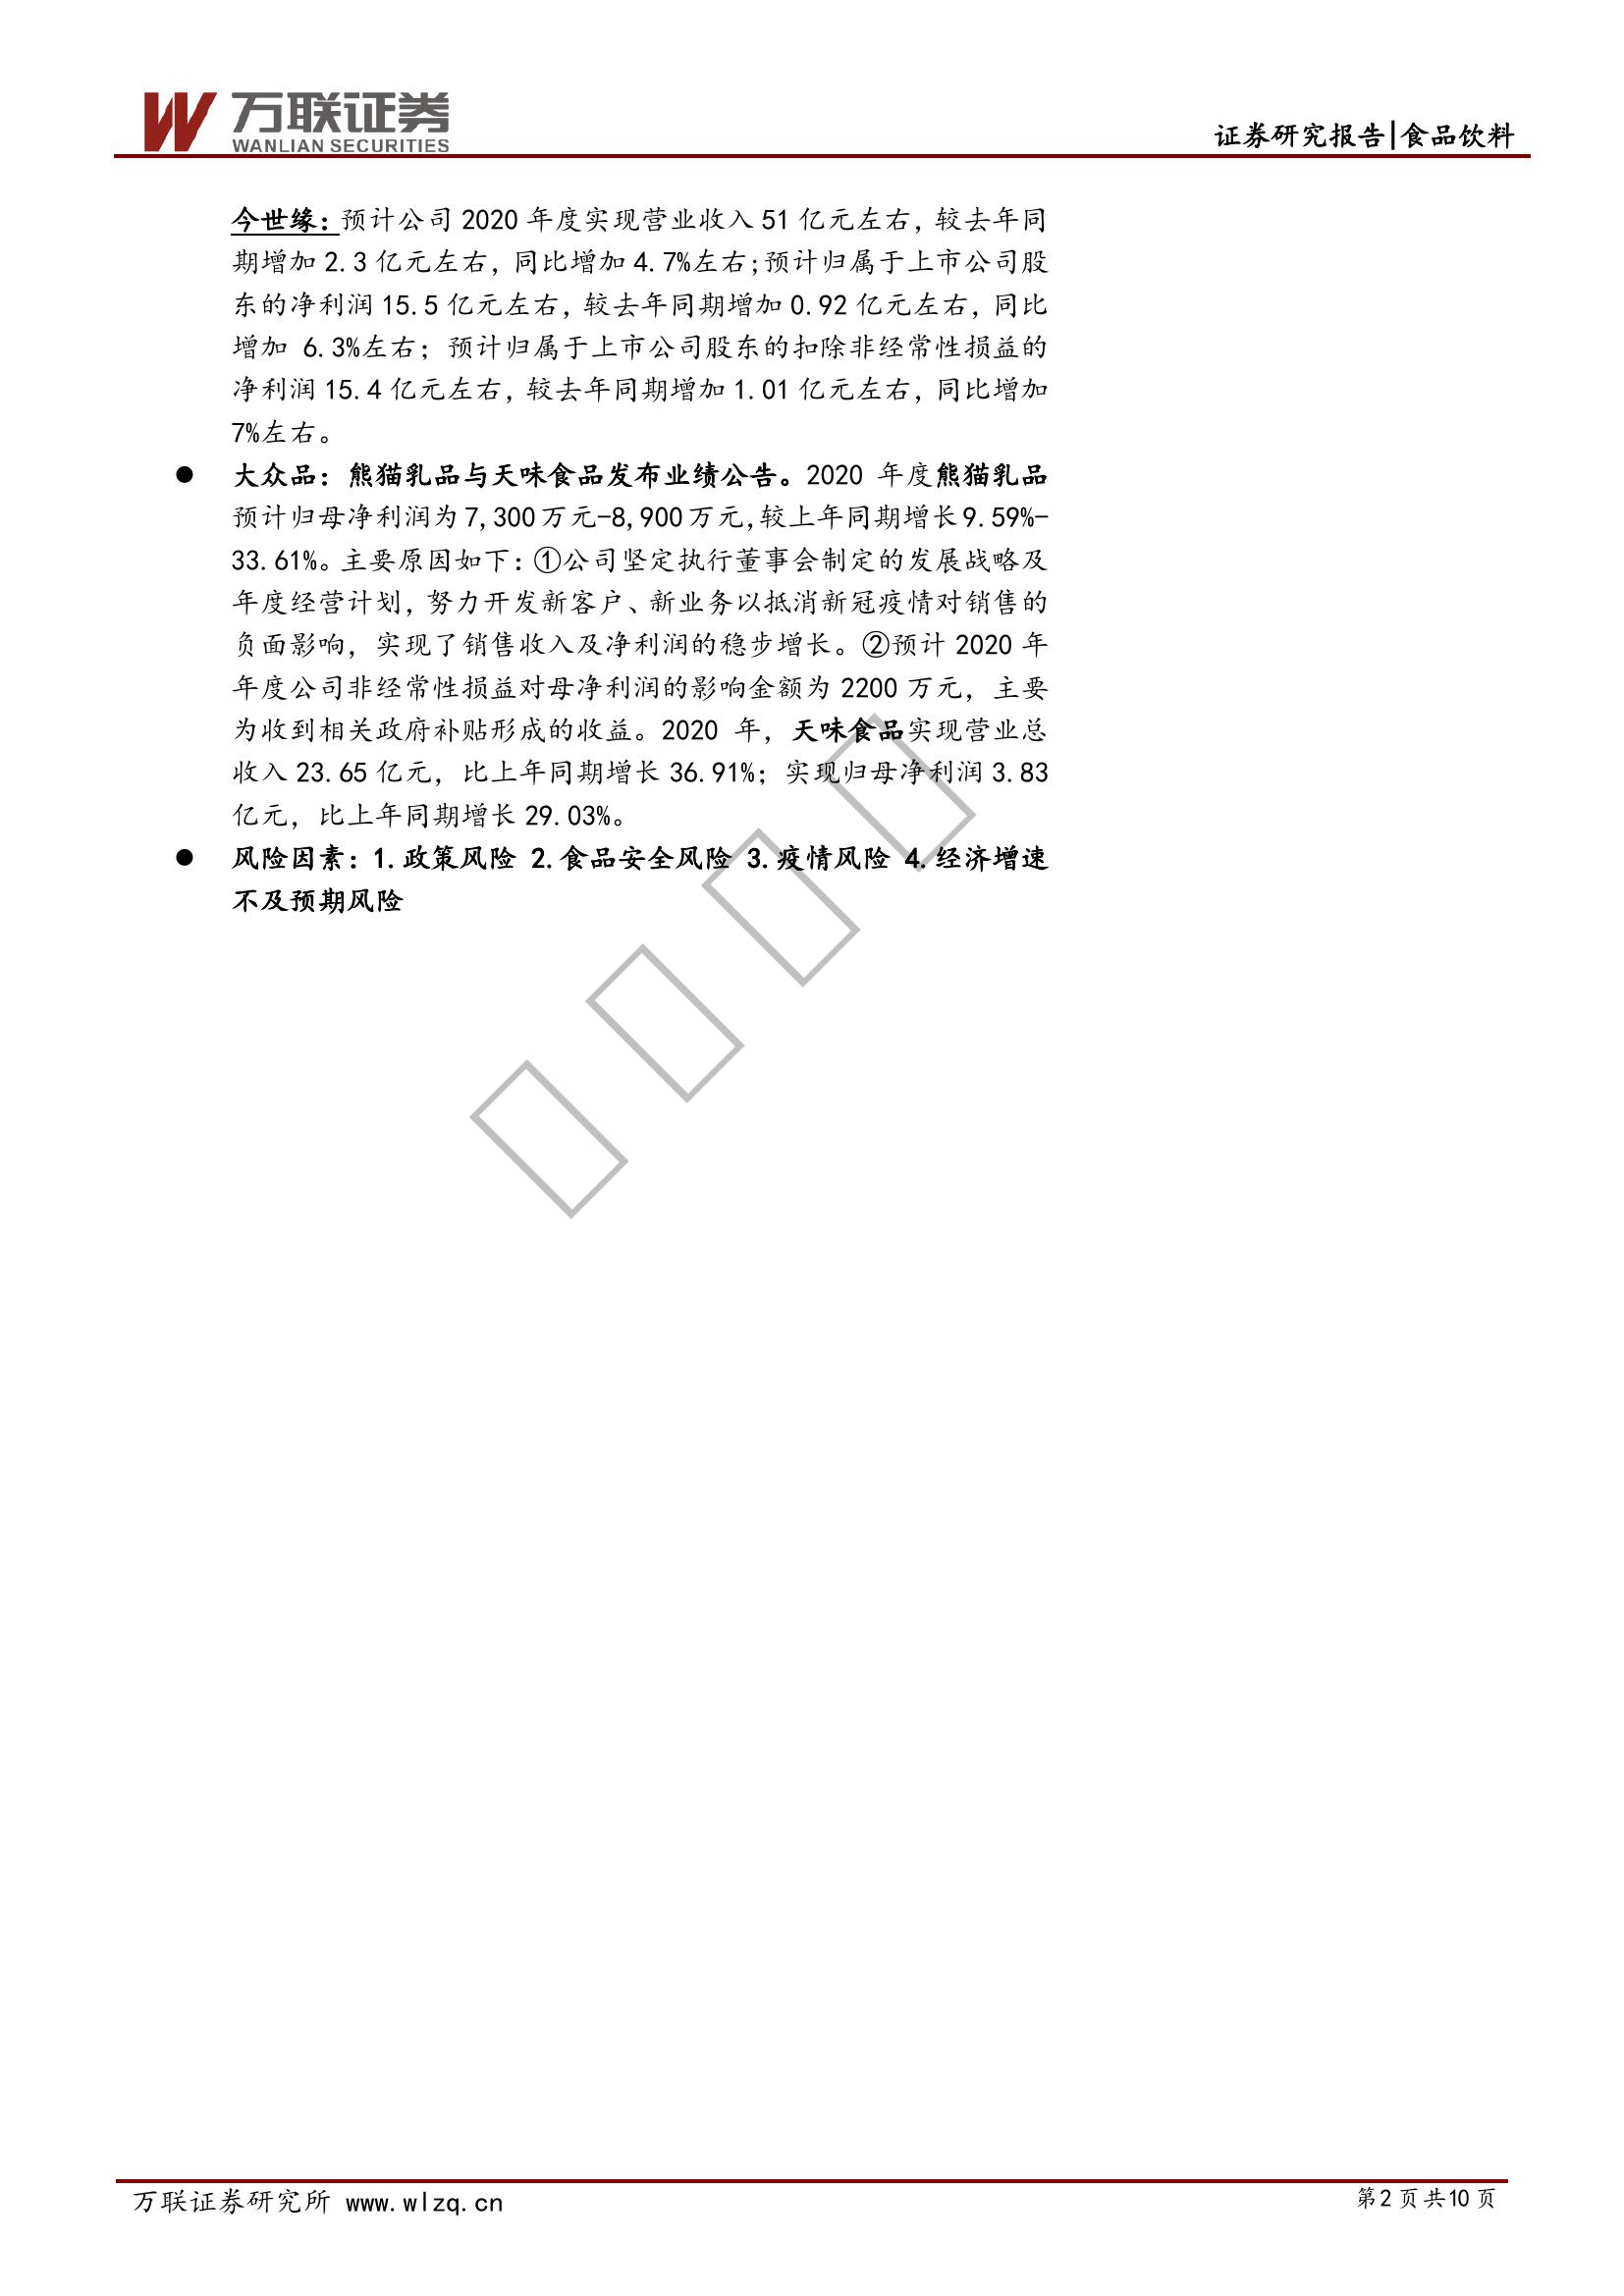 万联证券
WANLIAN SECURITIES
证券研究报告|食品饮料
今世缘：预计公司 2020 年度实现营业收入 51 亿元左右，较去年同
期增加 2.3 亿元左右，同比增加 4.7%左右;预计归属于上市公司股
东的净利润 15.5 亿元左右，较去年同期增加 0.92 亿元左右，同比
增加 6.3%左右；预计归属于上市公司股东的扣除非经常性损益的
净利润 15.4 亿元左右，较去年同期增加 1.01 亿元左右，同比增加
7%左右。
● 大众品：熊猫乳品与天味食品发布业绩公告。2020 年度熊猫乳品
预计归母净利润为 7,300 万元-8,900 万元,较上年同期增长 9.59%-
33.61%。主要原因如下：①公司坚定执行董事会制定的发展战略及
年度经营计划，努力开发新客户、新业务以抵消新冠疫情对销售的
负面影响，实现了销售收入及净利润的稳步增长。②预计 2020 年
年度公司非经常性损益对母净利润的影响金额为 2200 万元，主要
为收到相关政府补贴形成的收益。2020 年，天味食品实现营业总
收入 23.65 亿元，比上年同期增长 36.91%；实现归母净利润 3.83
亿元，比上年同期增长 29.03%。
● 风险因素：1.政策风险 2.食品安全风险 3.疫情风险 4.经济增速
不及预期风险
万联证券研究所 www.wlzq.cn
第 2 页 共 10 页